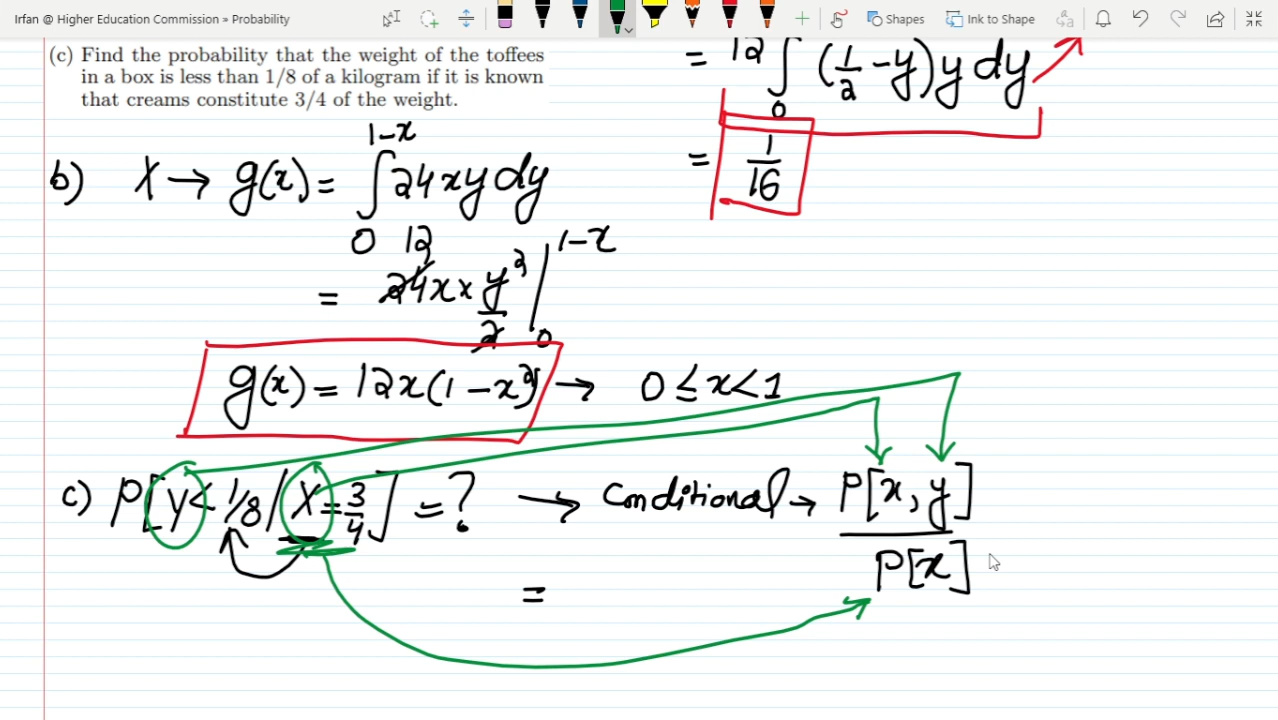 Irfan @ Higher Education Commission » Probability
Shapes
Ink to Shape
(c) Find the probability that the weight of the toffees
in a box is less than 1/8 of a kilogram if it is known
that creams constitute 3/4 of the weight.
= 12 ∫₀ (1/2 - y) y dy
= 1/16
b) X → g(x) = ∫₀^(1-x) 24xy dy
= 24x × y²/2 |₀^(1-x)
12
g(x) = 12x(1 - x²) → 0 ≤ x < 1
c) P[y < 1/8 / X = 3/4] = ? → Conditional → P[x, y] / P[x]
=